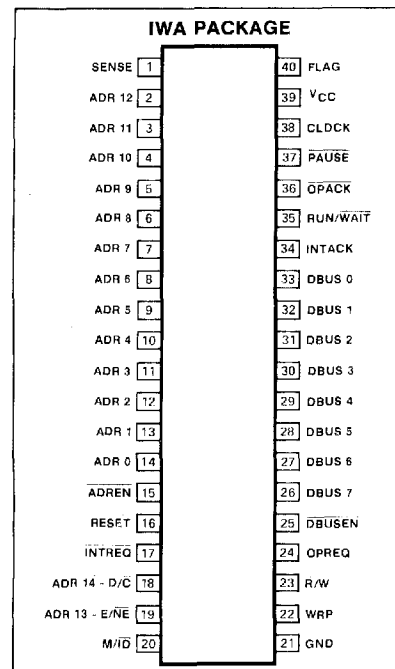 IWA PACKAGE
SENSE 1 40 FLAG
ADR 12 2 39 VCC
ADR 11 3 38 CLDCK
ADR 10 4 37 PAUSE
ADR 9 5 36 OPACK
ADR 8 6 35 RUN/WAIT
ADR 7 7 34 INTACK
ADR 6 8 33 DBUS 0
ADR 5 9 32 DBUS 1
ADR 4 10 31 DBUS 2
ADR 3 11 30 DBUS 3
ADR 2 12 29 DBUS 4
ADR 1 13 28 DBUS 5
ADR 0 14 27 DBUS 6
ADREN 15 26 DBUS 7
RESET 16 25 DBUSEN
INTREQ 17 24 OPREQ
ADR 14 - D/C 18 23 R/W
ADR 13 - E/NE 19 22 WRP
M/IO 20 21 GND